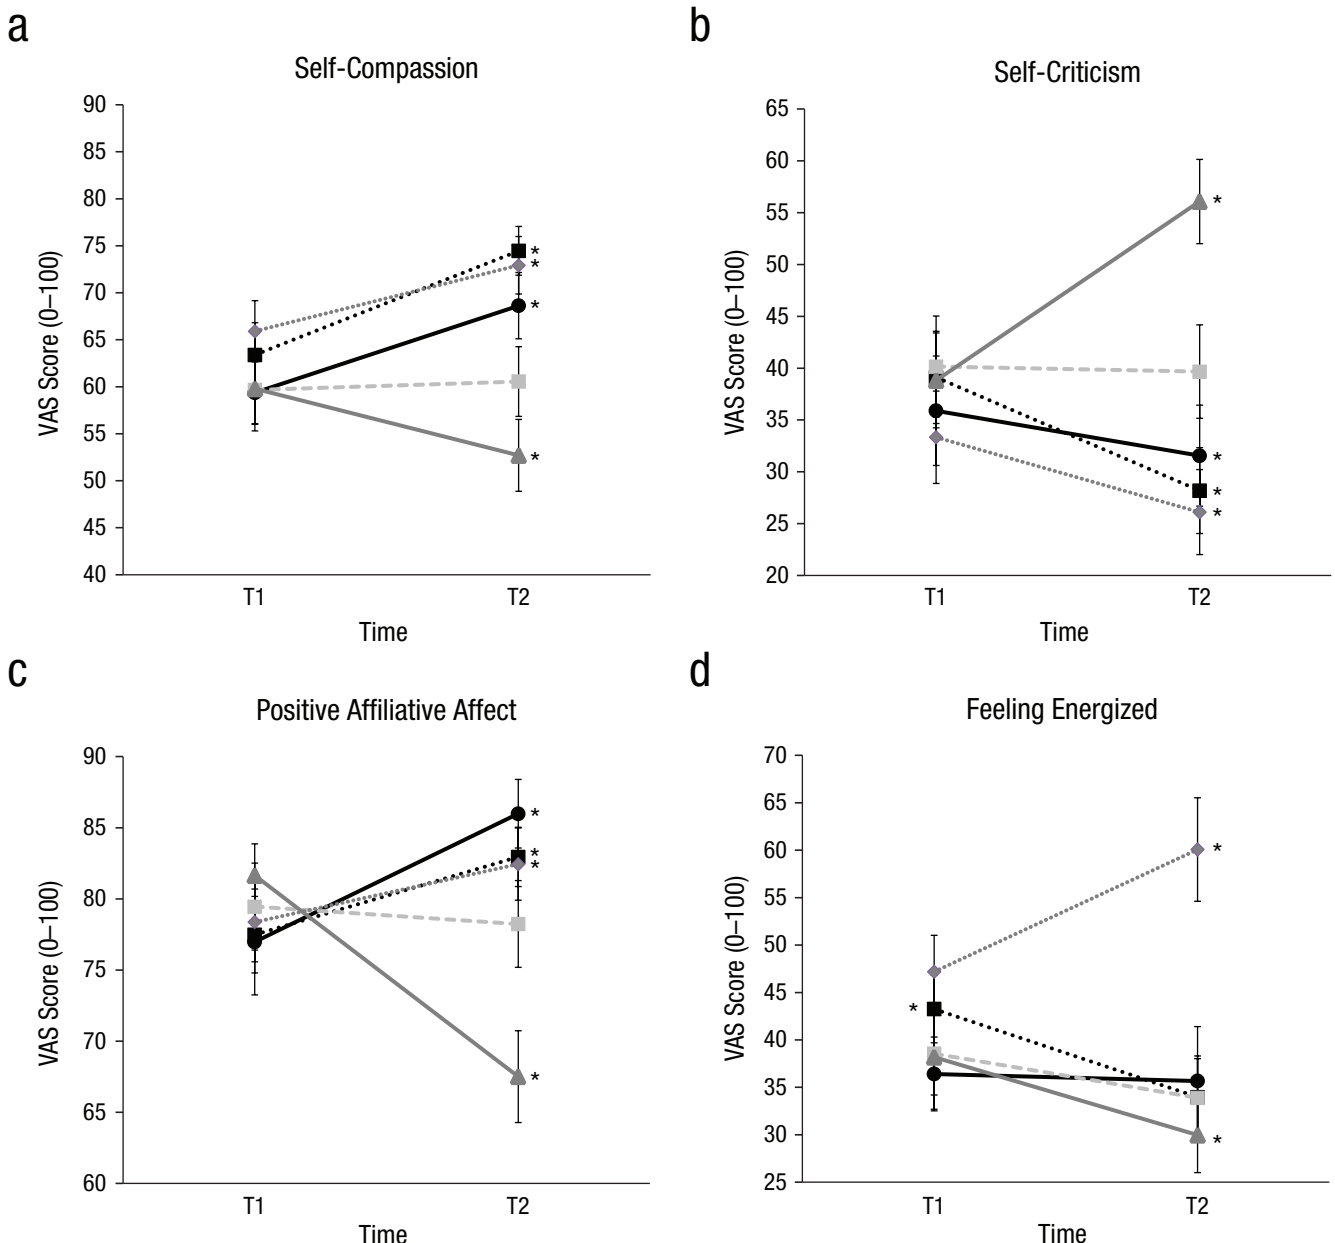 a
Self-Compassion
VAS Score (0–100)
90
85
80
75
70
65
60
55
50
45
40
*
*
*
*
T1
T2
Time
b
Self-Criticism
VAS Score (0–100)
65
60
55
50
45
40
35
30
25
20
*
*
*
*
T1
T2
Time
c
Positive Affiliative Affect
VAS Score (0–100)
90
85
80
75
70
65
60
*
*
*
*
T1
T2
Time
d
Feeling Energized
VAS Score (0–100)
70
65
60
55
50
45
40
35
30
25
*
*
*
T1
T2
Time